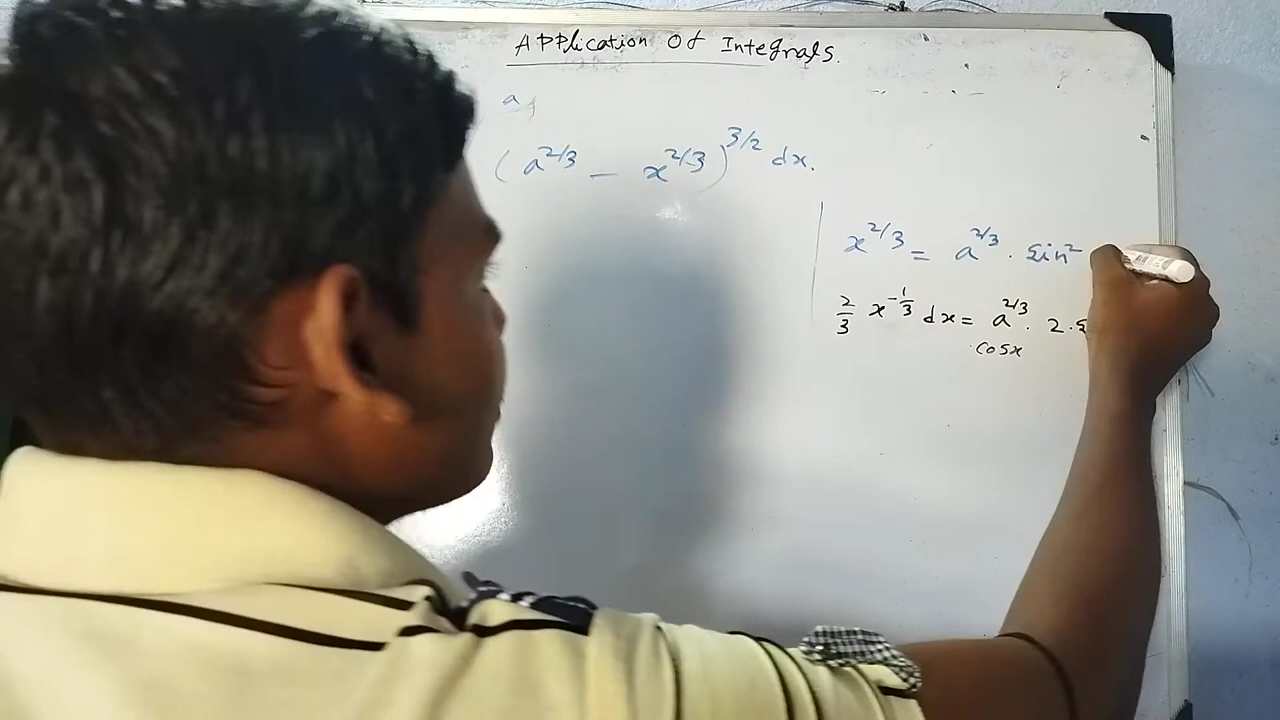 Application Of Integrals.
a
(a^2/3 - x^2/3)^3/2 dx.
x^2/3 = a^2/3 . sin^2
2/3 x^-1/3 dx = a^2/3 . 2 .
. cosx